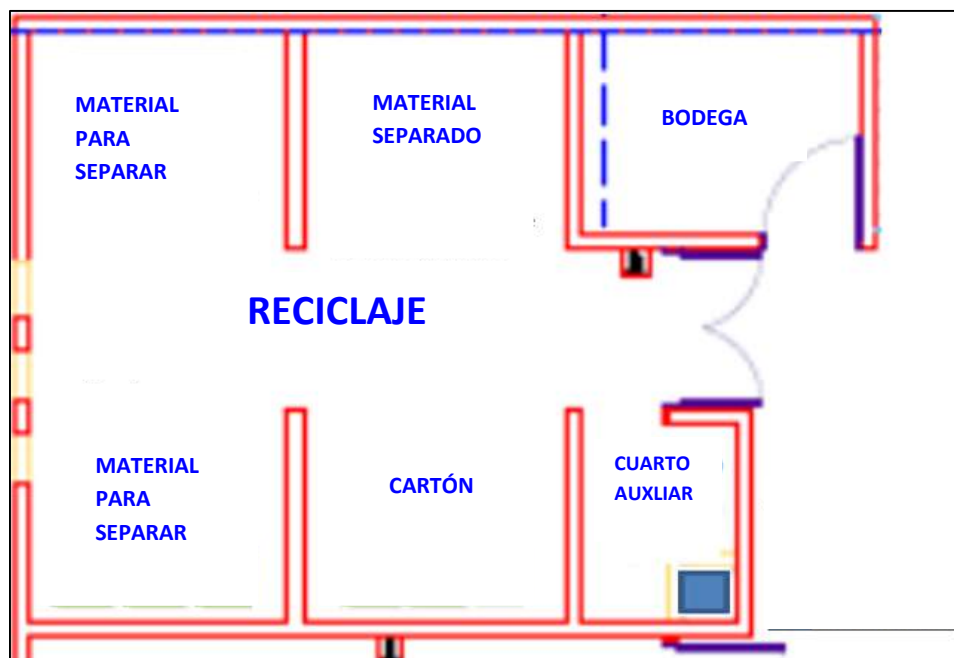 MATERIAL
PARA
SEPARAR
MATERIAL
SEPARADO
BODEGA
RECICLAJE
MATERIAL
PARA
SEPARAR
CARTÓN
CUARTO
AUXLIAR